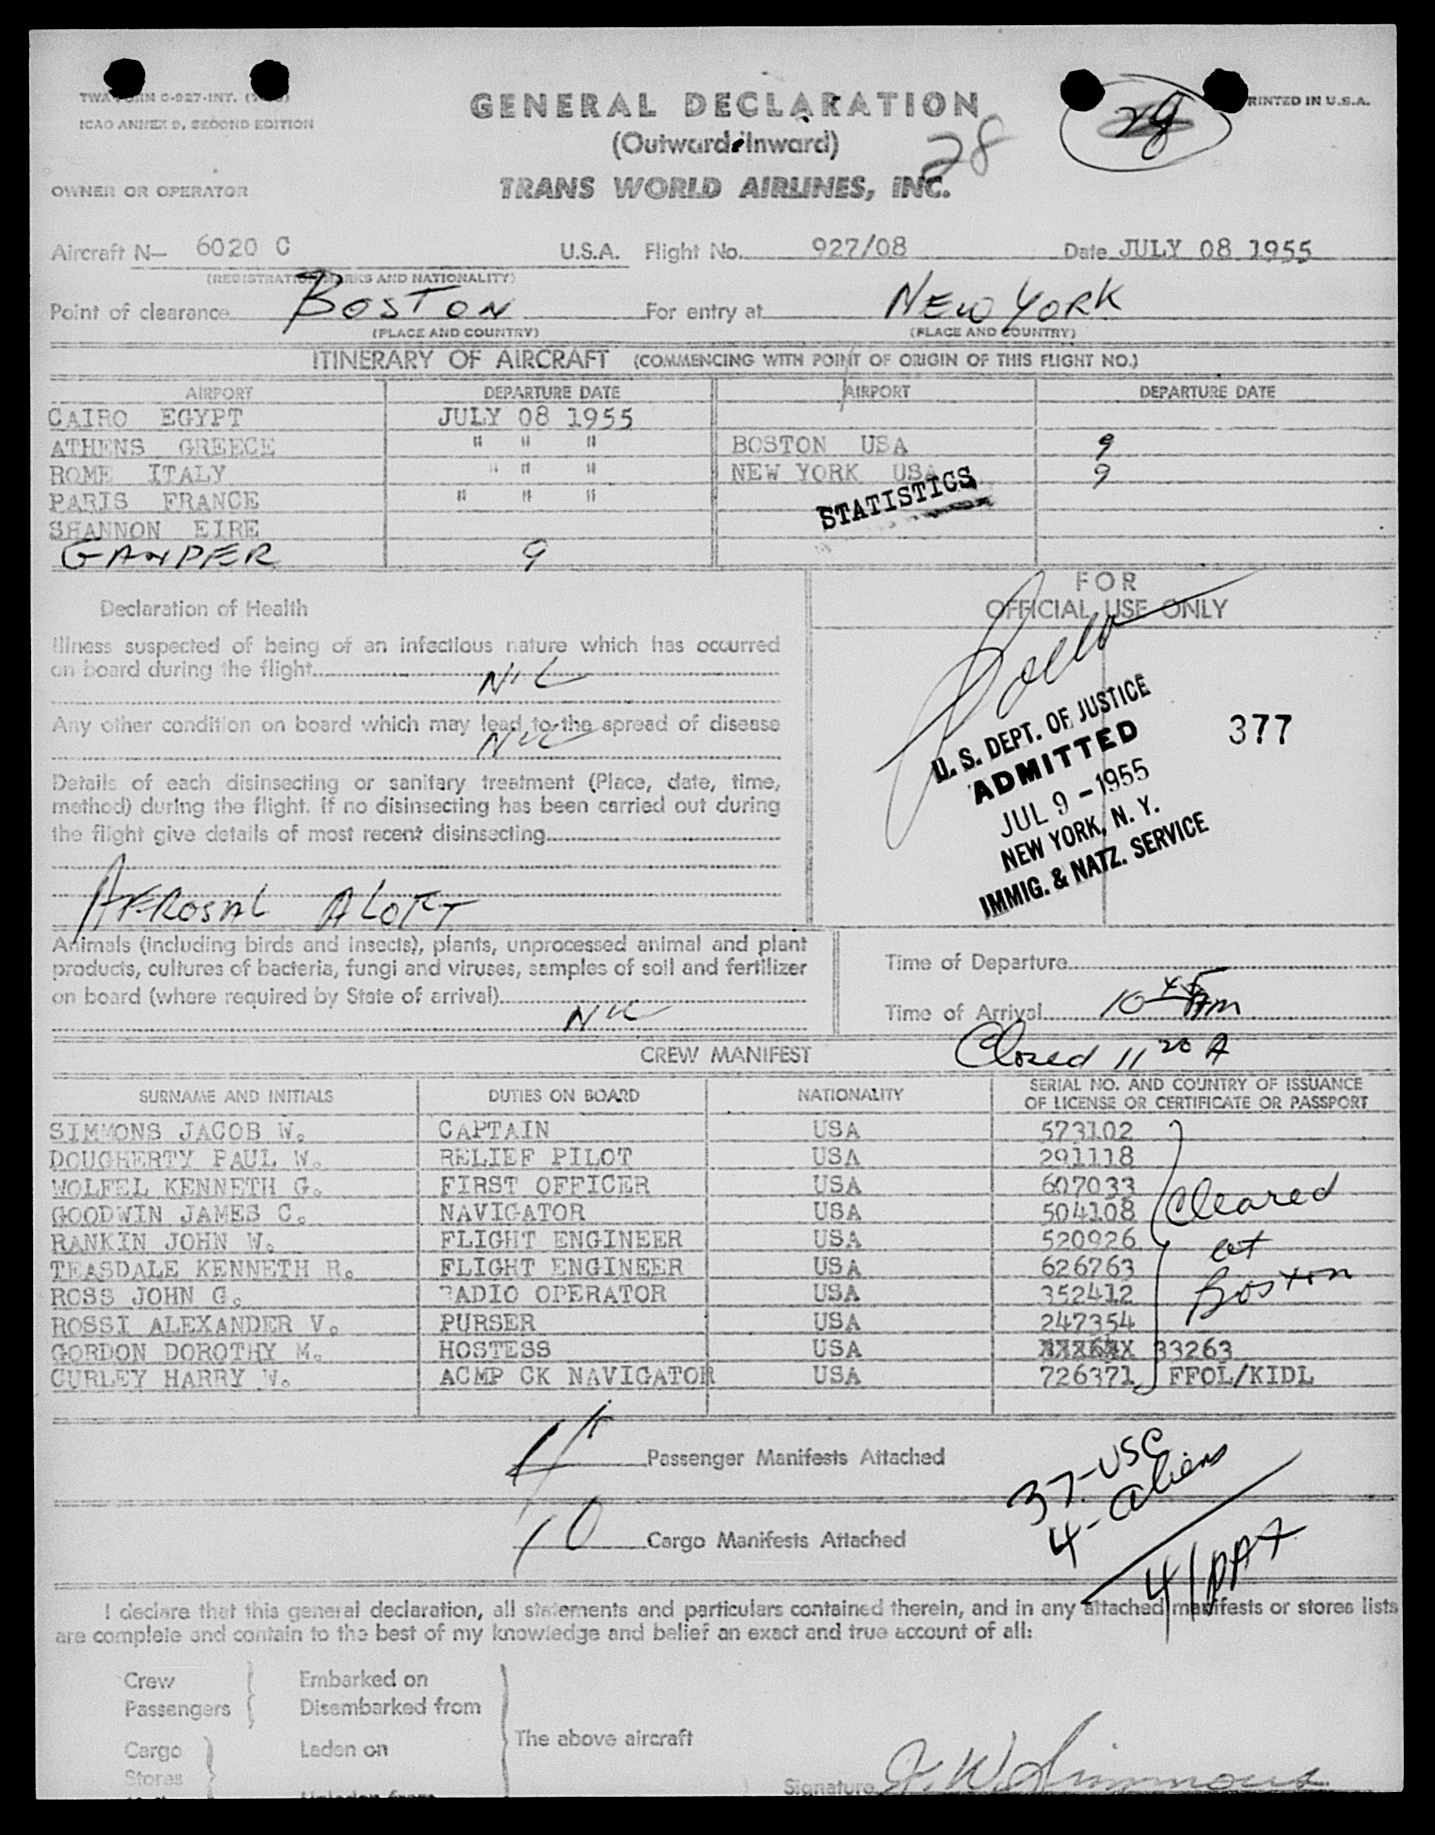 TWA FORM C-927-INT.
ICAO ANNEX 9, SECOND EDITION
GENERAL DECLARATION
(Outward•Inward)
28
28
PRINTED IN U.S.A.
OWNER OR OPERATOR
TRANS WORLD AIRLINES, INC.
Aircraft N– 6020 C U.S.A. Flight No. 927/08 Date JULY 08 1955
(REGISTRATION MARKS AND NATIONALITY)
Point of clearance BOSTON For entry at NEW YORK
(PLACE AND COUNTRY) (PLACE AND COUNTRY)
ITINERARY OF AIRCRAFT (COMMENCING WITH POINT OF ORIGIN OF THIS FLIGHT NO.)
AIRPORT DEPARTURE DATE AIRPORT DEPARTURE DATE
CAIRO EGYPT JULY 08 1955
ATHENS GREECE " " " BOSTON USA 9
ROME ITALY " " " NEW YORK USA 9
PARIS FRANCE " " "
STATISTICS
SHANNON EIRE
GANDER 9
FOR
OFFICIAL USE ONLY
Declaration of Health
Illness suspected of being of an infectious nature which has occurred
on board during the flight NIL
Any other condition on board which may lead to the spread of disease
NIL
Details of each disinsecting or sanitary treatment (Place, date, time,
method) during the flight. If no disinsecting has been carried out during
the flight give details of most recent disinsecting
AEROSAL ALOFT
U. S. DEPT. OF JUSTICE
ADMITTED
JUL 9 - 1955
NEW YORK, N. Y.
IMMIG. & NATZ. SERVICE
377
Animals (including birds and insects), plants, unprocessed animal and plant
products, cultures of bacteria, fungi and viruses, samples of soil and fertilizer
on board (where required by State of arrival)
NIL
Time of Departure
Time of Arrival 10 45 AM
Closed 11 20 A
CREW MANIFEST
SURNAME AND INITIALS DUTIES ON BOARD NATIONALITY SERIAL NO. AND COUNTRY OF ISSUANCE
OF LICENSE OR CERTIFICATE OR PASSPORT
SIMMONS JACOB W. CAPTAIN USA 573102
DOUGHERTY PAUL W. RELIEF PILOT USA 291118
WOLFEL KENNETH G. FIRST OFFICER USA 607033
GOODWIN JAMES C. NAVIGATOR USA 504108
RANKIN JOHN W. FLIGHT ENGINEER USA 520926
TEASDALE KENNETH R. FLIGHT ENGINEER USA 626763
ROSS JOHN G. RADIO OPERATOR USA 352412
ROSSI ALEXANDER V. PURSER USA 247354
GORDON DOROTHY M. HOSTESS USA 33263
CURLEY HARRY W. ACMP CK NAVIGATOR USA 726371 FFOL/KIDL
Cleared
at
Boston
Passenger Manifests Attached
10 Cargo Manifests Attached
37-USC
4-aliens
41 PAX
I declare that this general declaration, all statements and particulars contained therein, and in any attached manifests or stores lists
are complete and contain to the best of my knowledge and belief an exact and true account of all:
Crew Embarked on
Passengers Disembarked from
The above aircraft
Cargo Laden on
Stores
Signature J. W. Simmons